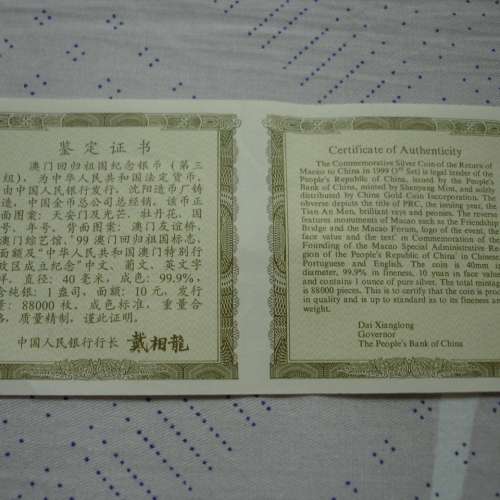 鉴定证书
澳门回归祖国纪念银币（第三
组），为中华人民共和国法定货币，
由中国人民银行发行，沈阳造币厂铸
造，中国金币总公司总经销。该币正
面图案：天安门及光芒、牡丹花、国
号、年号。背面图案：澳门友谊桥、
澳门综艺馆，'99澳门回归祖国标志、
面额及“中华人民共和国澳门特别行
政区成立纪念”中文、葡文、英文字
样。直径：40毫米，成色：99.9%，
含纯银：1盎司，面额：10元，发行
量：88000枚。成色标准，重量合
格，质量精制，谨此证明。
中国人民银行行长 戴相龍
Certificate of Authenticity
The Commemorative Silver Coin of the Return of
Macao to China in 1999 (3rd Set) is legal tender of the
People's Republic of China, issued by the People's
Bank of China, minted by Shenyang Mint, and solely
distributed by China Gold Coin Incorporation. The
obverse depicts the title of PRC, the issuing year, the
Tian An Men, brilliant rays and peonies. The reverse
features monuments of Macao such as the Friendship
Bridge and the Macao Forum, logo of the event, the
face value and the text" in Commemoration of the
Founding of the Macao Special Administrative Re-
gion of the People's Republic of China' in Chinese,
Portuguese and English. The coin is 40mm in
diameter, 99.9% in fineness, 10 yuan in face value
and contains 1 ounce of pure silver. The total mintage
is 88000 pieces. This is to certify that the coin is proof
in quality and is up to standard as to its fineness and
weight.
Dai Xianglong
Governor
The People's Bank of China